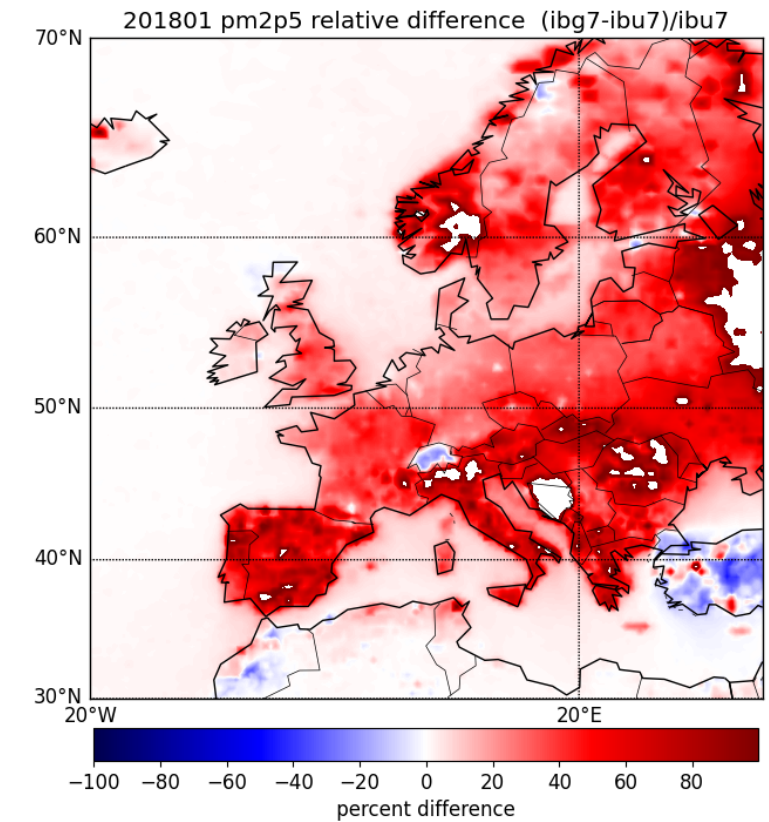 201801 pm2p5 relative difference  (ibg7-ibu7)/ibu7
70°N
60°N
50°N
40°N
30°N
20°W 20°E
−100 −80 −60 −40 −20 0 20 40 60 80
percent difference